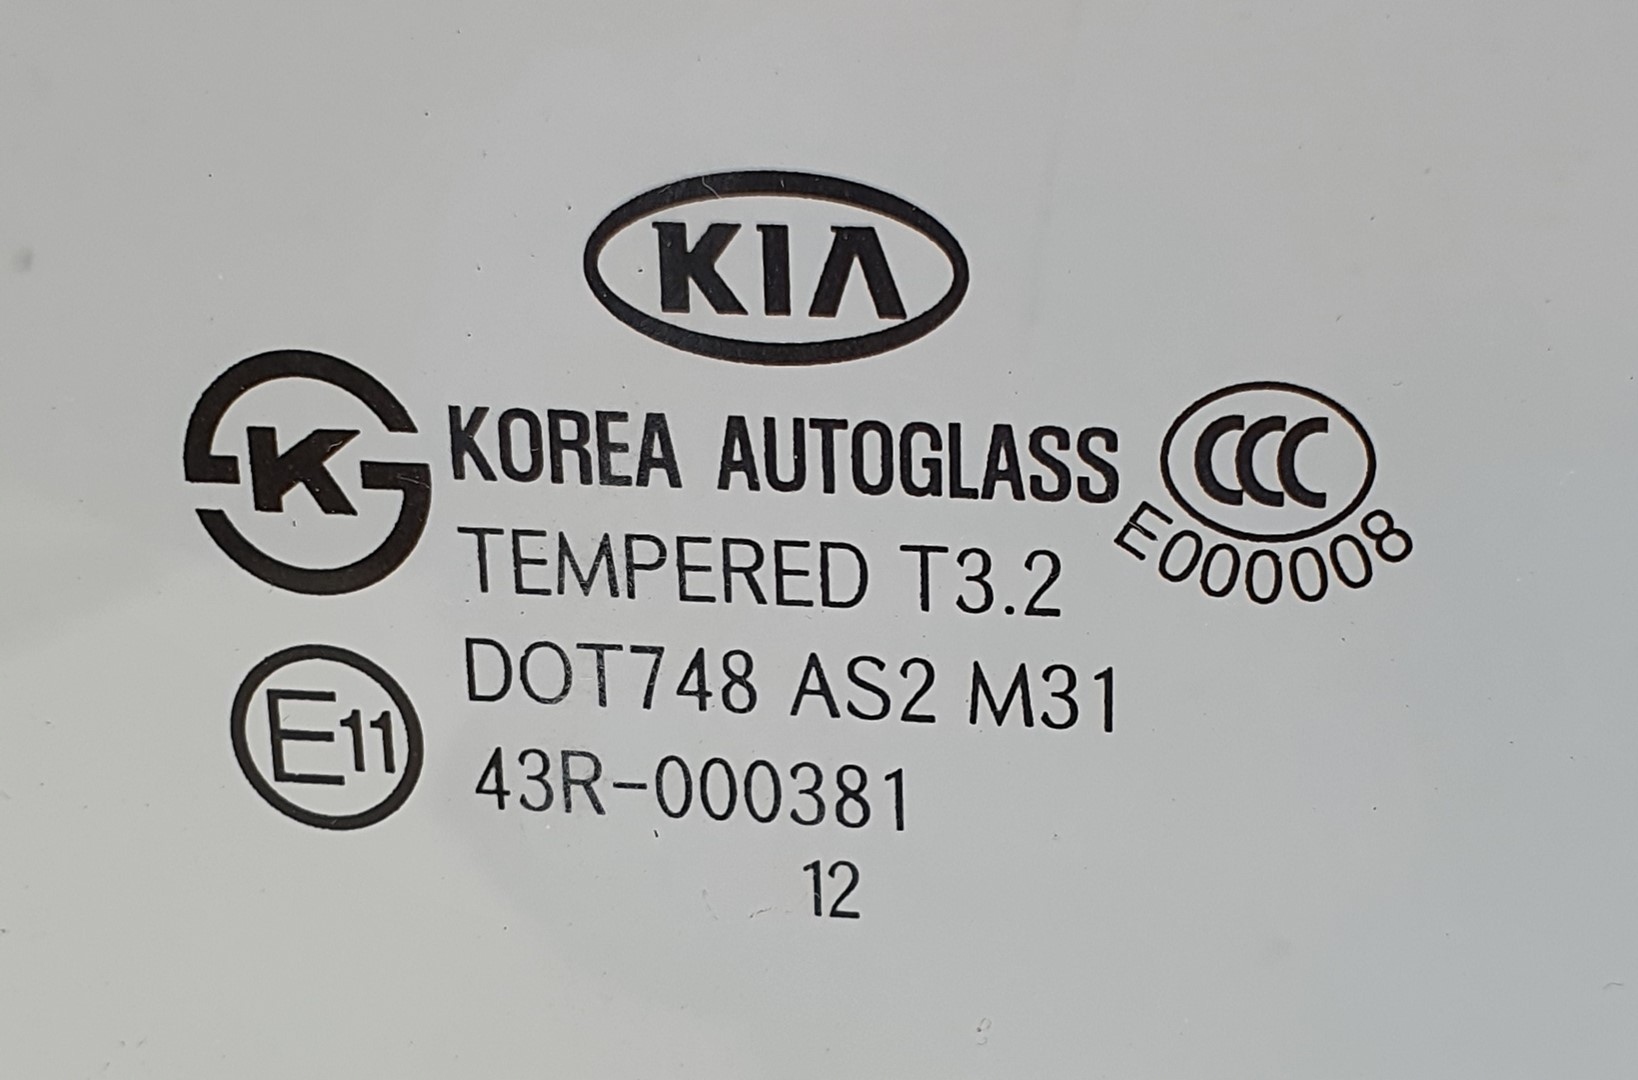 KIA
K
KOREA AUTOGLASS
CCC
E000008
TEMPERED T3.2
DOT748 AS2 M31
E11
43R-000381
12